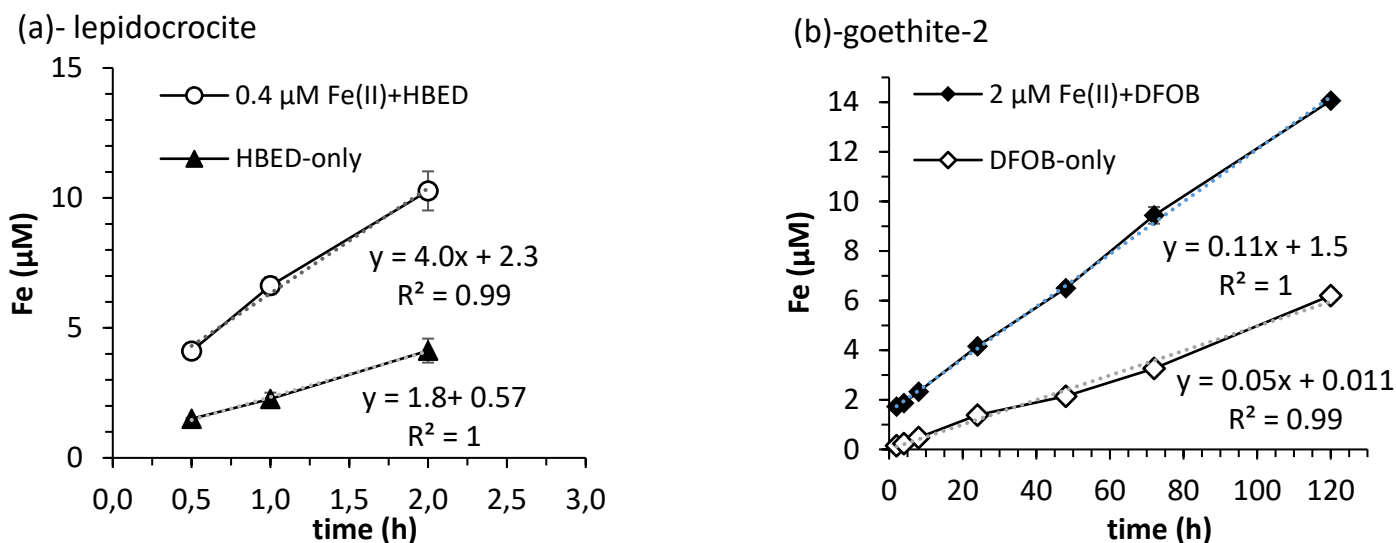 (a)- lepidocrocite
15
10
5
0
Fe (µM)
0.4 µM Fe(II)+HBED
HBED-only
y = 4.0x + 2.3
R² = 0.99
y = 1.8+ 0.57
R² = 1
0,0 0,5 1,0 1,5 2,0 2,5 3,0
time (h)
(b)-goethite-2
14
12
10
8
6
4
2
0
Fe (µM)
2 µM Fe(II)+DFOB
DFOB-only
y = 0.11x + 1.5
R² = 1
y = 0.05x + 0.011
R² = 0.99
0 20 40 60 80 100 120
time (h)